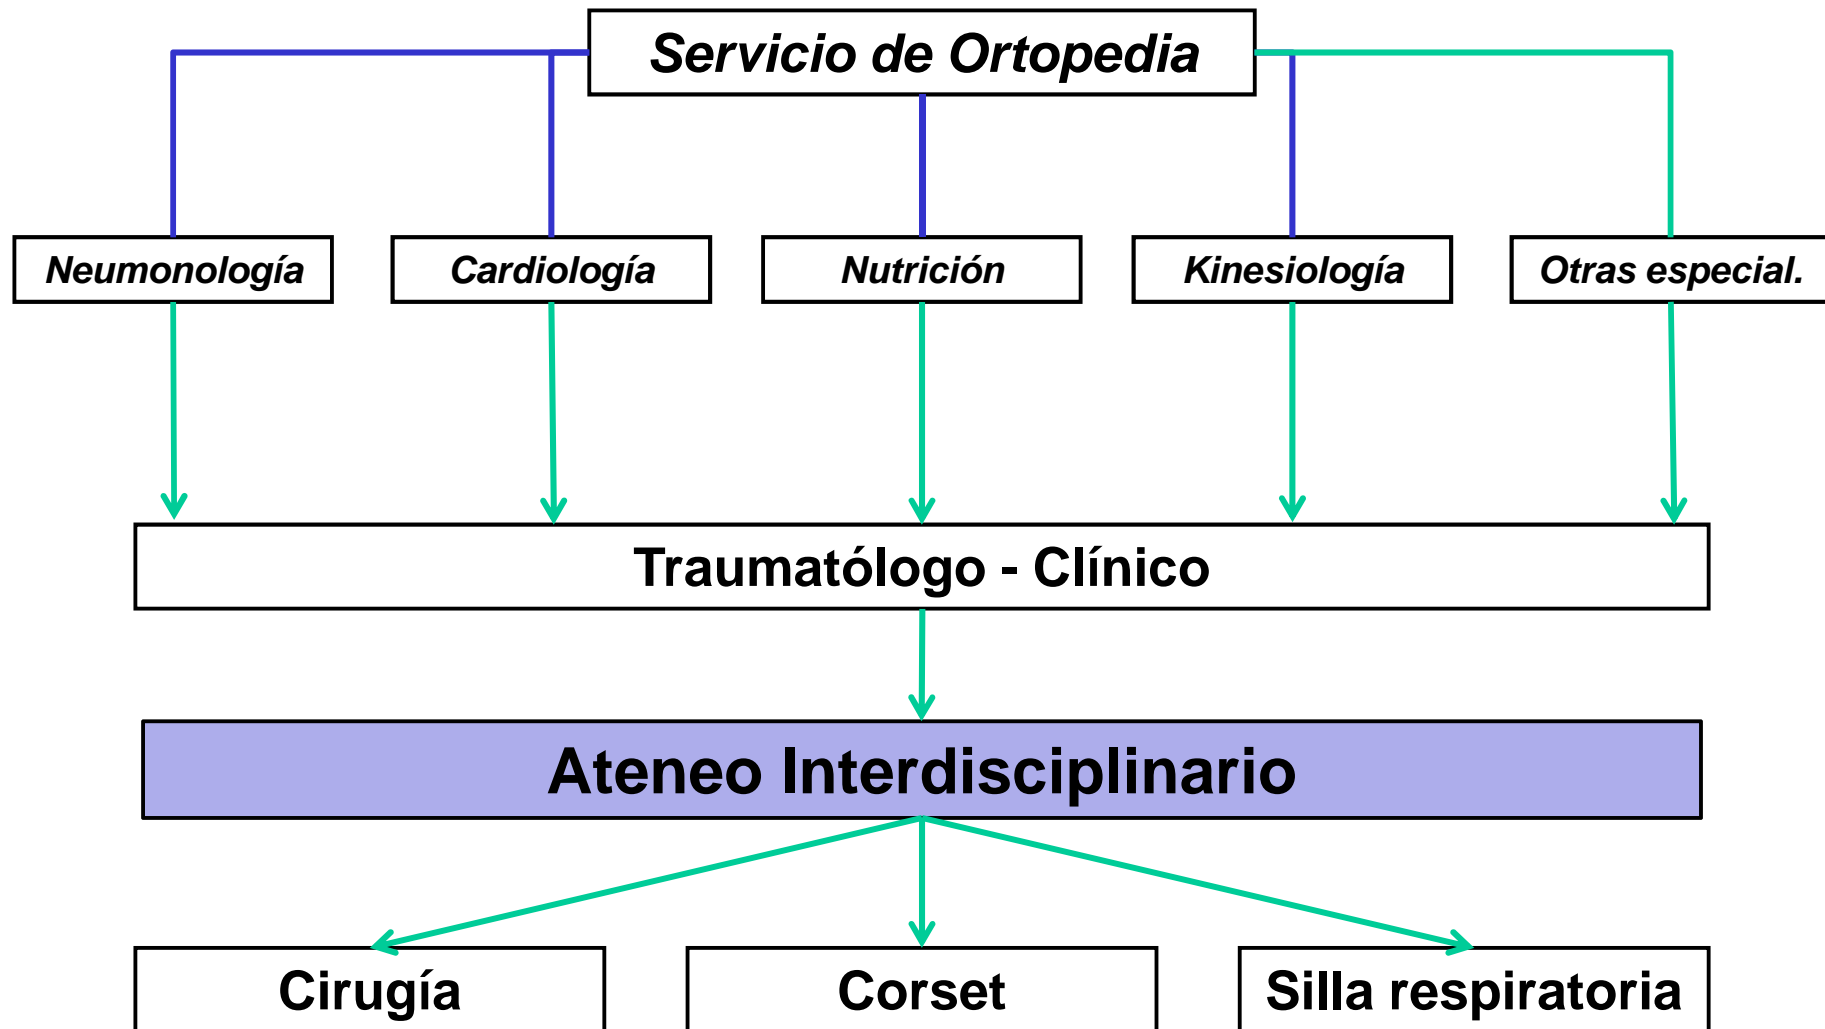 Servicio de Ortopedia
Neumonología
Cardiología
Nutrición
Kinesiología
Otras especial.
Traumatólogo - Clínico
Ateneo Interdisciplinario
Cirugía
Corset
Silla respiratoria